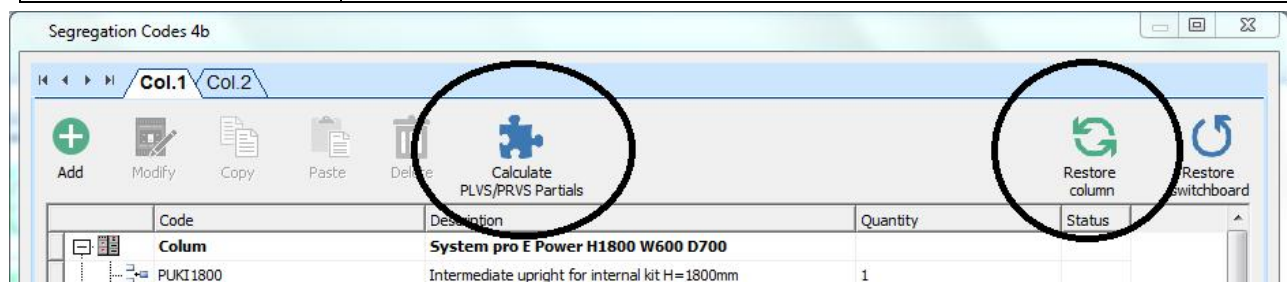 Segregation Codes 4b
Col.1 Col.2
Add Modify Copy Paste Delete Calculate PLVS/PRVS Partials Restore column Restore switchboard
Code Description Quantity Status
Colum System pro E Power H1800 W600 D700
PUKI1800 Intermediate upright for internal kit H=1800mm 1